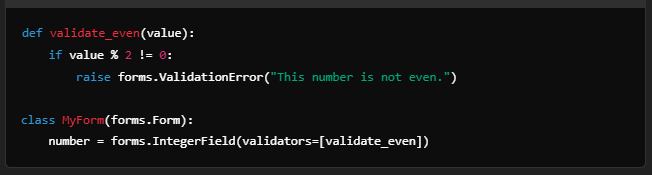 def validate_even(value):
    if value % 2 != 0:
        raise forms.ValidationError("This number is not even.")

class MyForm(forms.Form):
    number = forms.IntegerField(validators=[validate_even])